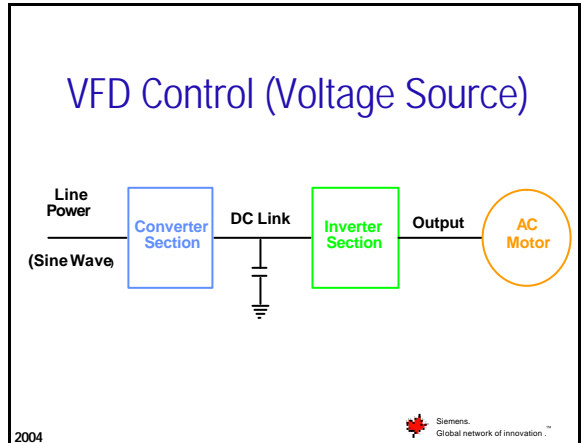 VFD Control (Voltage Source)
Line
Power
(Sine Wave)
Converter
Section
DC Link
Inverter
Section
Output
AC
Motor
2004
Siemens.
Global network of innovation .™